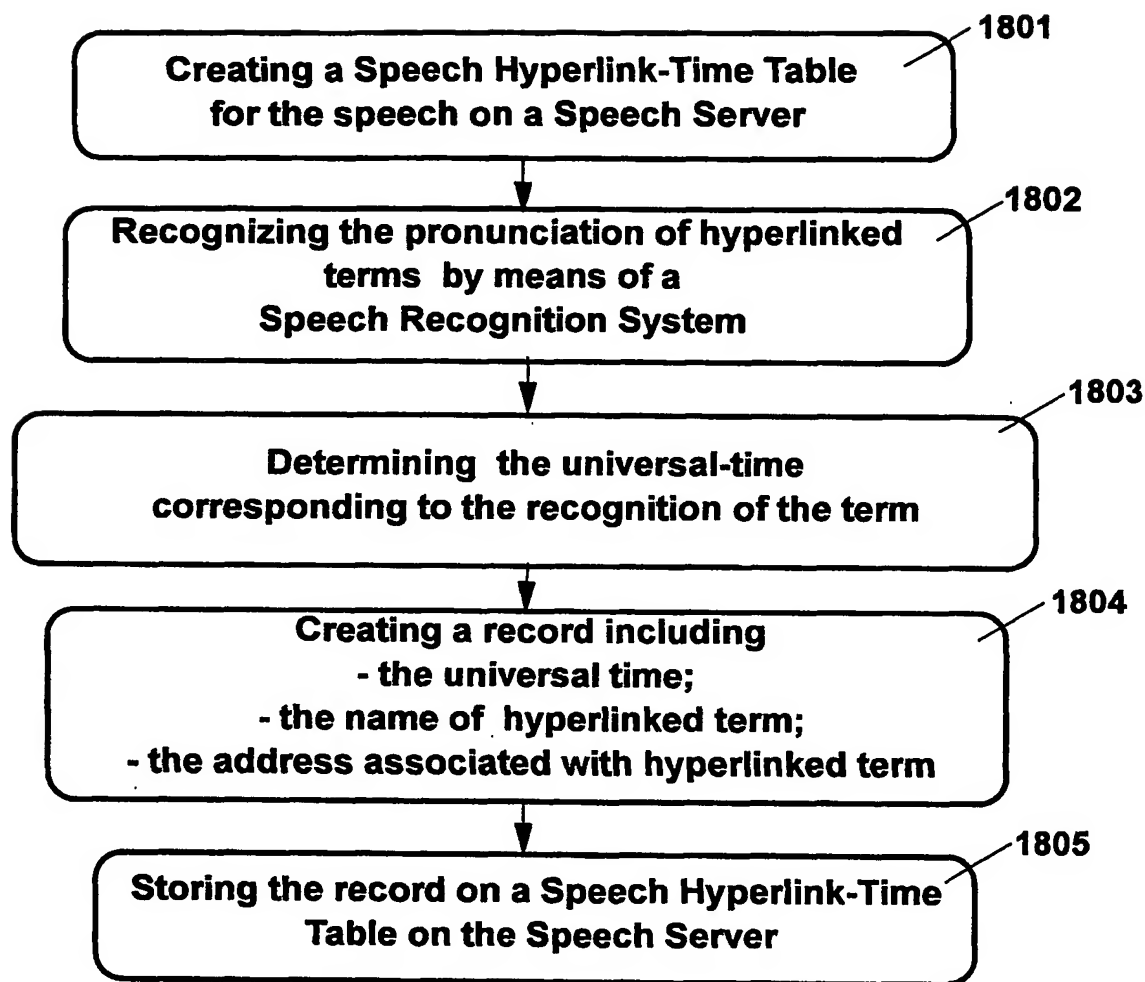 1801
Creating a Speech Hyperlink-Time Table
for the speech on a Speech Server
1802
Recognizing the pronunciation of hyperlinked
terms by means of a
Speech Recognition System
1803
Determining the universal-time
corresponding to the recognition of the term
1804
Creating a record including
- the universal time;
- the name of hyperlinked term;
- the address associated with hyperlinked term
1805
Storing the record on a Speech Hyperlink-Time
Table on the Speech Server